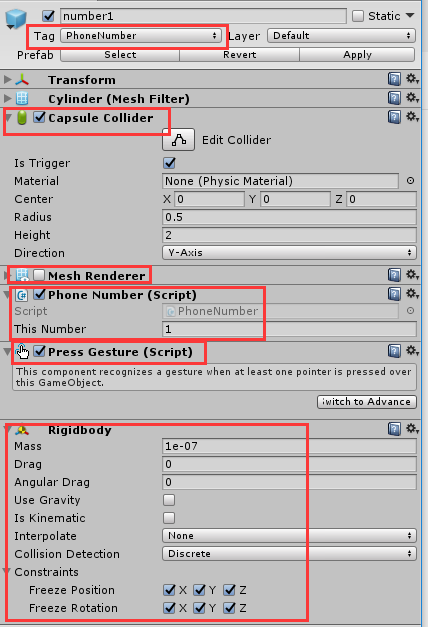 number1 Static
Tag PhoneNumber Layer Default
Prefab Select Revert Apply
Transform
Cylinder (Mesh Filter)
Capsule Collider
Edit Collider
Is Trigger
Material None (Physic Material)
Center X 0 Y 0 Z 0
Radius 0.5
Height 2
Direction Y-Axis
Mesh Renderer
Phone Number (Script)
Script PhoneNumber
This Number 1
Press Gesture (Script)
This component recognizes a gesture when at least one pointer is pressed over
this GameObject.
Switch to Advance
Rigidbody
Mass 1e-07
Drag 0
Angular Drag 0
Use Gravity
Is Kinematic
Interpolate None
Collision Detection Discrete
Constraints
Freeze Position X Y Z
Freeze Rotation X Y Z